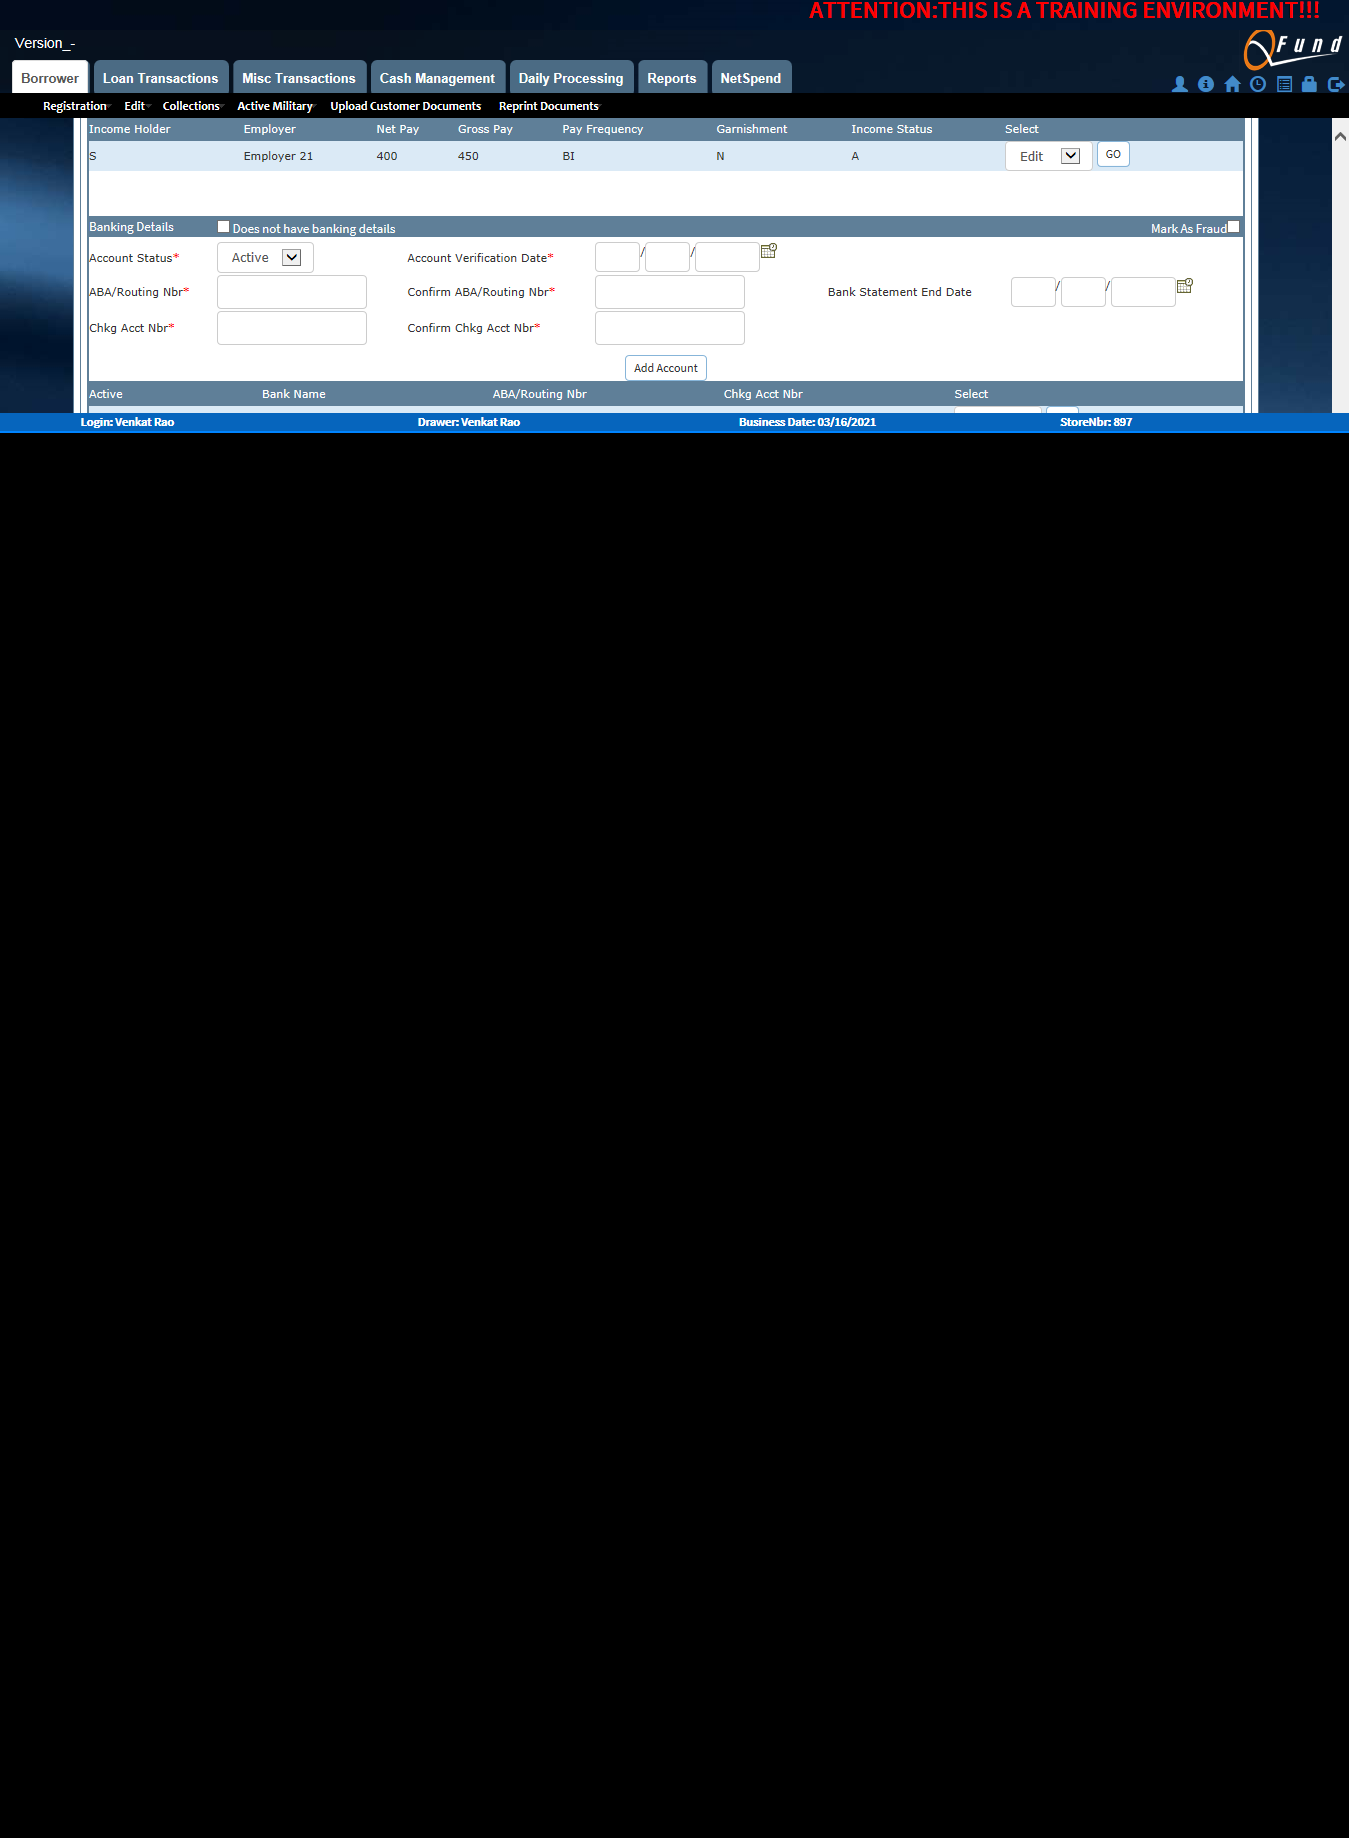 ATTENTION:THIS IS A TRAINING ENVIRONMENT!!!
Version_-
Fund
Borrower Loan Transactions Misc Transactions Cash Management Daily Processing Reports NetSpend
Registration Edit Collections Active Military Upload Customer Documents Reprint Documents
Income Holder Employer Net Pay Gross Pay Pay Frequency Garnishment Income Status Select
S Employer 21 400 450 BI N A Edit GO
Banking Details Does not have banking details Mark As Fraud
Account Status* Active Account Verification Date* / /
ABA/Routing Nbr* Confirm ABA/Routing Nbr* Bank Statement End Date / /
Chkg Acct Nbr* Confirm Chkg Acct Nbr*
Add Account
Active Bank Name ABA/Routing Nbr Chkg Acct Nbr Select
Login: Venkat Rao Drawer: Venkat Rao Business Date: 03/16/2021 StoreNbr: 897